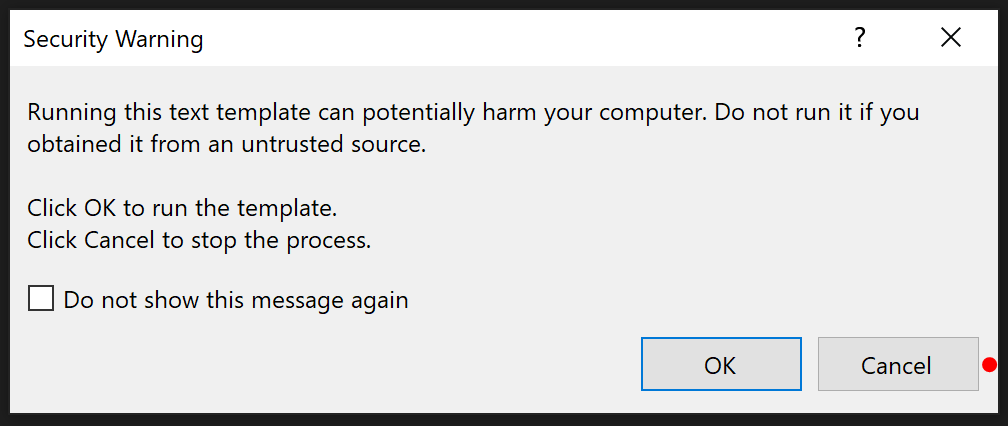 Security Warning
?
Running this text template can potentially harm your computer. Do not run it if you
obtained it from an untrusted source.
Click OK to run the template.
Click Cancel to stop the process.
Do not show this message again
OK Cancel